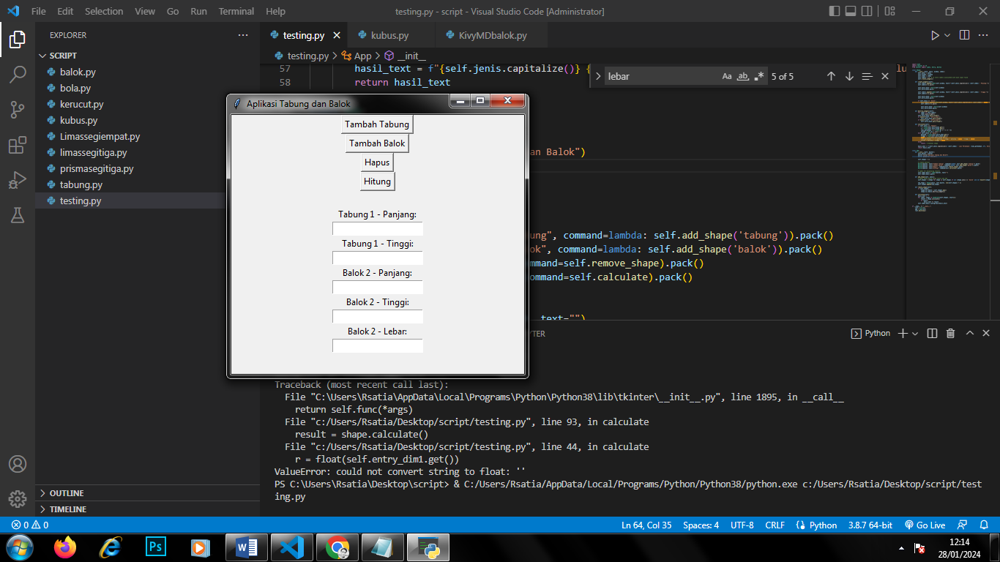 File Edit Selection View Go Run Terminal Help
testing.py - script - Visual Studio Code [Administrator]
EXPLORER
SCRIPT
balok.py
bola.py
kerucut.py
kubus.py
Limassegiempat.py
limassegitiga.py
prismasegitiga.py
tabung.py
testing.py
OUTLINE
TIMELINE
testing.py
kubus.py
KivyMDbalok.py
testing.py > App > __init__
57 hasil_text = f"{self.jenis.capitalize()} {
58 return hasil_text
lebar
Aa ab 5 of 5
an Balok")
ung", command=lambda: self.add_shape('tabung')).pack()
ok", command=lambda: self.add_shape('balok')).pack()
mmand=self.remove_shape).pack()
ommand=self.calculate).pack()
text="")
Aplikasi Tabung dan Balok
Tambah Tabung
Tambah Balok
Hapus
Hitung
Tabung 1 - Panjang:
Tabung 1 - Tinggi:
Balok 2 - Panjang:
Balok 2 - Tinggi:
Balok 2 - Lebar:
YTER
Python
Traceback (most recent call last):
File "C:\Users\Rsatia\AppData\Local\Programs\Python\Python38\lib\tkinter\__init__.py", line 1895, in __call__
return self.func(*args)
File "c:/Users/Rsatia/Desktop/script/testing.py", line 93, in calculate
result = shape.calculate()
File "c:/Users/Rsatia/Desktop/script/testing.py", line 44, in calculate
r = float(self.entry_dim1.get())
ValueError: could not convert string to float: ''
PS C:\Users\Rsatia\Desktop\script> & C:/Users/Rsatia/AppData/Local/Programs/Python/Python38/python.exe c:/Users/Rsatia/Desktop/script/test
ing.py
0 0
Ln 64, Col 35 Spaces: 4 UTF-8 CRLF Python 3.8.7 64-bit Go Live
Ps
W
12:14
28/01/2024